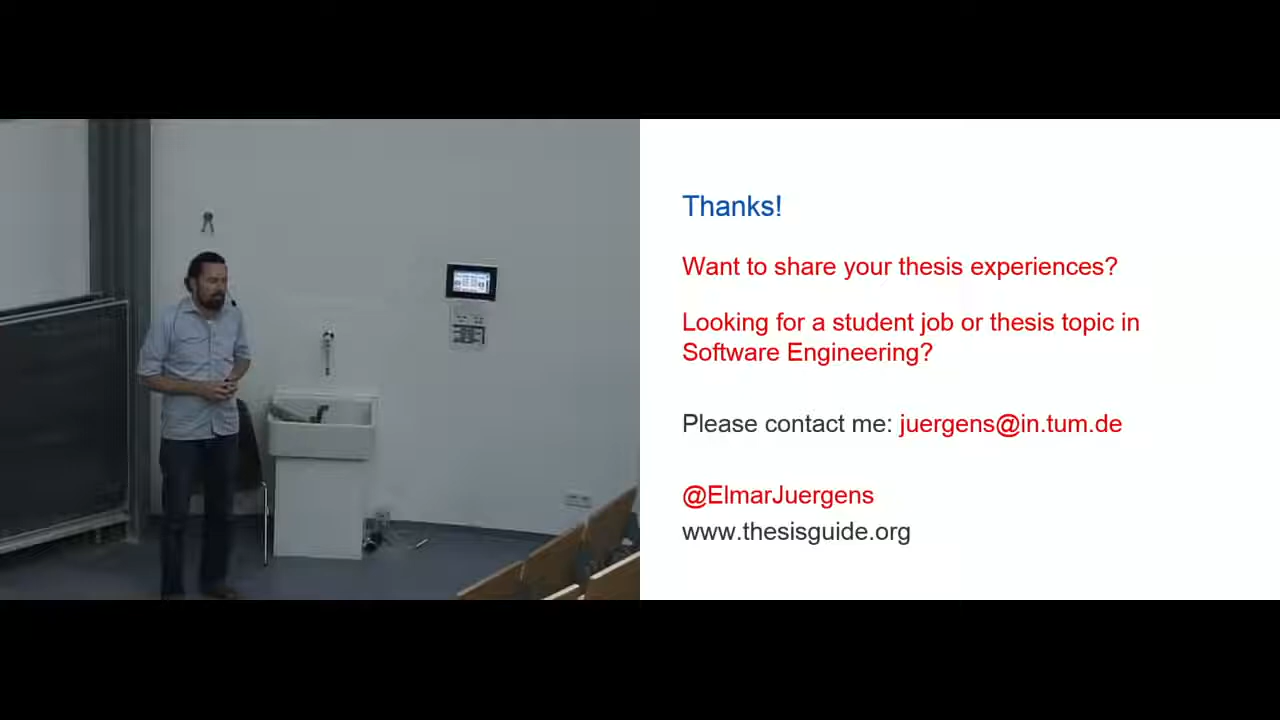 Thanks!
Want to share your thesis experiences?
Looking for a student job or thesis topic in
Software Engineering?
Please contact me: juergens@in.tum.de
@ElmarJuergens
www.thesisguide.org